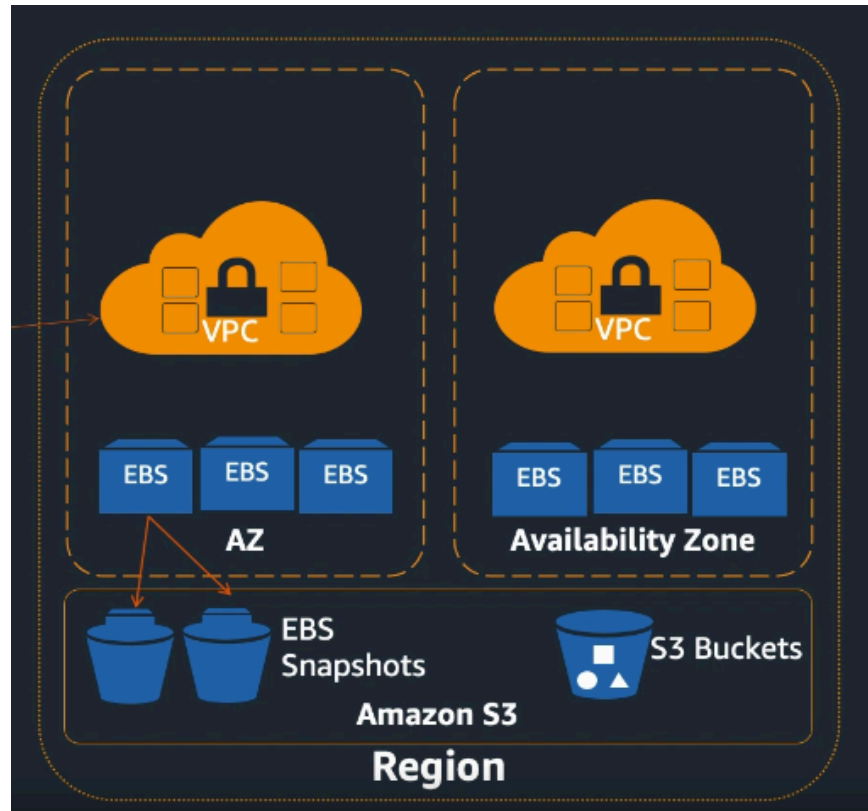 VPC
VPC
EBS
EBS
EBS
EBS
EBS
EBS
AZ
Availability Zone
EBS
Snapshots
S3 Buckets
Amazon S3
Region